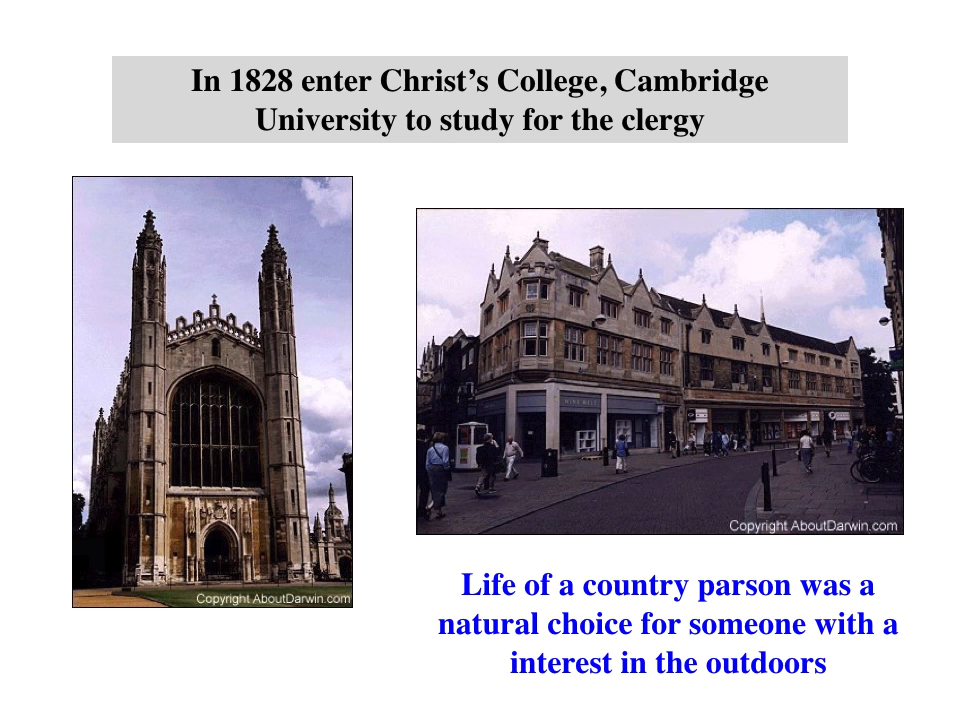 In 1828 enter Christ’s College, Cambridge
University to study for the clergy
Copyright AboutDarwin.com
Copyright AboutDarwin.com
Life of a country parson was a
natural choice for someone with a
interest in the outdoors